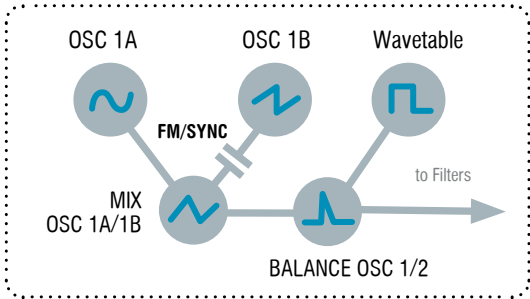 OSC 1A
OSC 1B
Wavetable
FM/SYNC
to Filters
MIX
OSC 1A/1B
BALANCE OSC 1/2